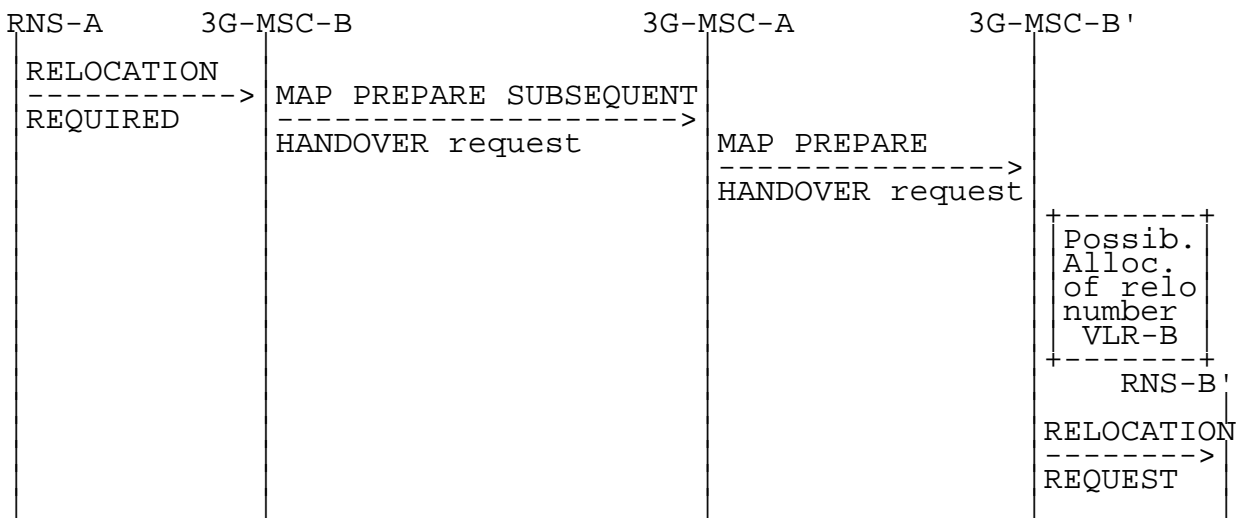 RNS-A 3G-MSC-B 3G-MSC-A 3G-MSC-B'
RELOCATION
REQUIRED
MAP PREPARE SUBSEQUENT
HANDOVER request
MAP PREPARE
HANDOVER request
Possib.
Alloc.
of relo
number
VLR-B
RNS-B'
RELOCATION
REQUEST